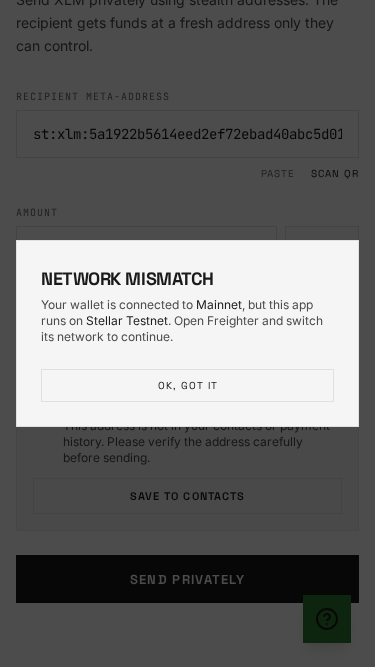 Send XLM privately using stealth addresses. The
recipient gets funds at a fresh address only they
can control.
RECIPIENT META-ADDRESS
st:xlm:5a1922b5614eed2ef72ebad40abc5d01
PASTE SCAN QR
AMOUNT
NETWORK MISMATCH
Your wallet is connected to Mainnet, but this app
runs on Stellar Testnet. Open Freighter and switch
its network to continue.
OK, GOT IT
This address is not in your contacts or payment
history. Please verify the address carefully
before sending.
SAVE TO CONTACTS
SEND PRIVATELY